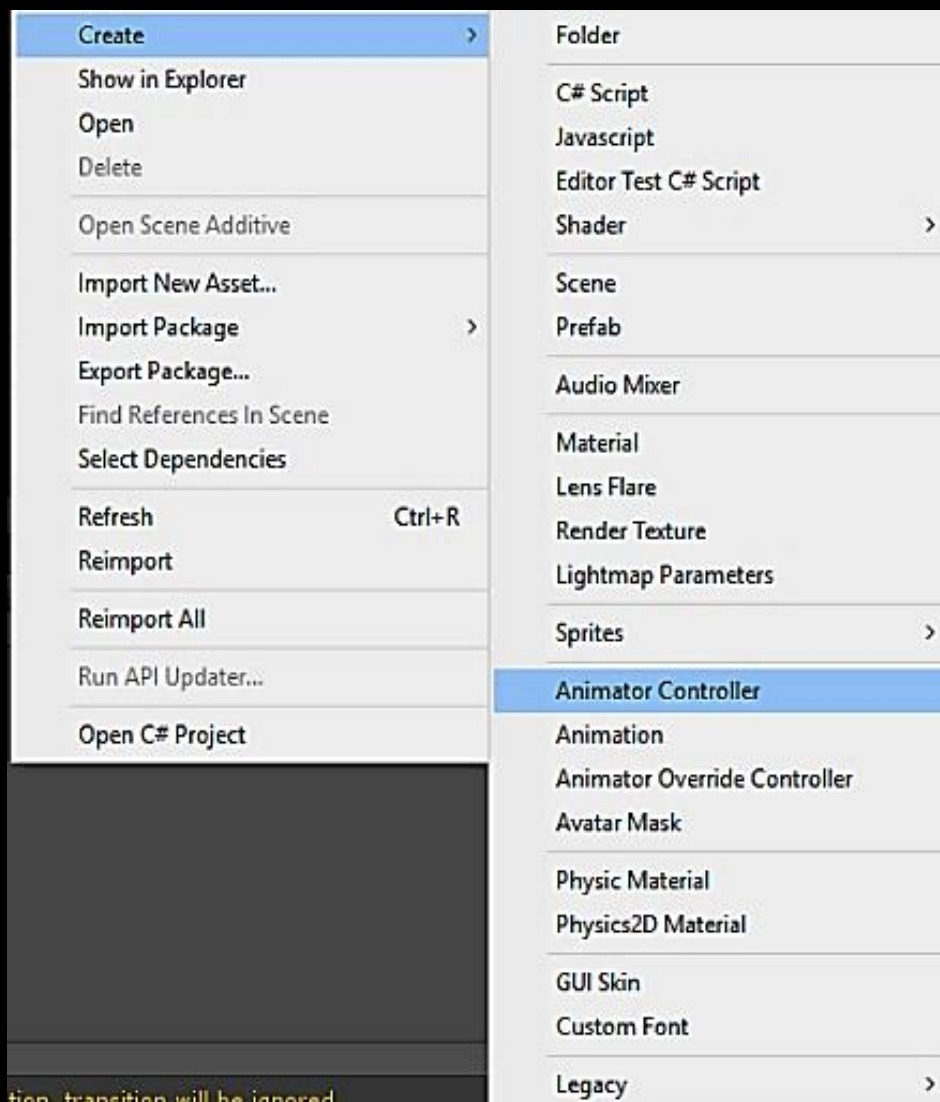 Create
Show in Explorer
Open
Delete
Open Scene Additive
Import New Asset...
Import Package
Export Package...
Find References In Scene
Select Dependencies
Refresh Ctrl+R
Reimport
Reimport All
Run API Updater...
Open C# Project
Folder
C# Script
Javascript
Editor Test C# Script
Shader
Scene
Prefab
Audio Mixer
Material
Lens Flare
Render Texture
Lightmap Parameters
Sprites
Animator Controller
Animation
Animator Override Controller
Avatar Mask
Physic Material
Physics2D Material
GUI Skin
Custom Font
Legacy
transition will be ignored